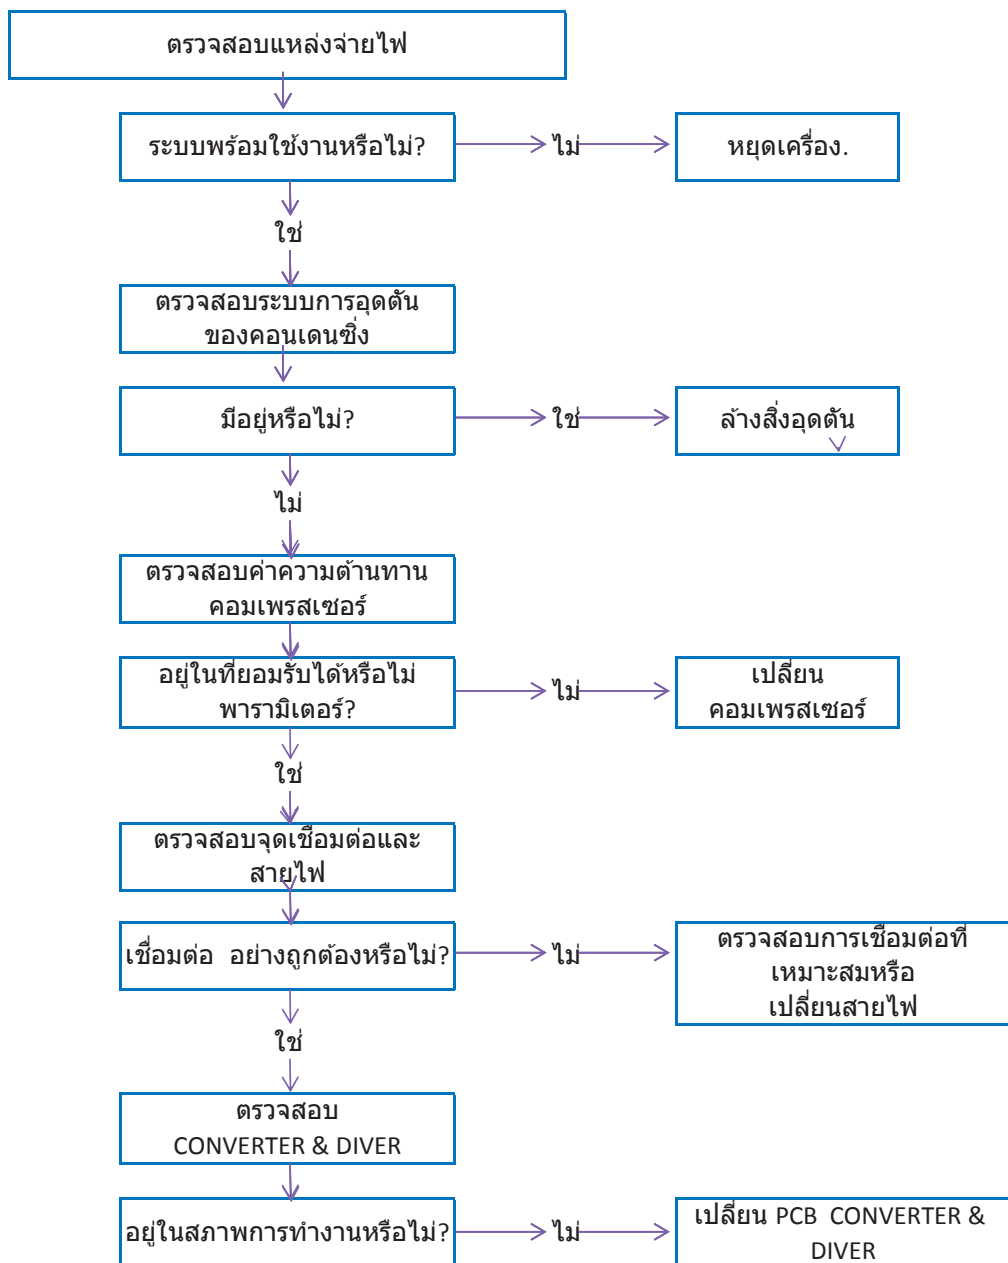 ตรวจสอบแหล่งจ่ายไฟ
ระบบพร้อมใช้งานหรือไม่?
ไม่
หยุดเครื่อง.
ใช่
ตรวจสอบระบบการอุดตัน
ของคอนเดนซิ่ง
มีอยู่หรือไม่?
ใช่
ล้างสิ่งอุดตัน
ไม่
ตรวจสอบค่าความต้านทาน
คอมเพรสเซอร์
อยู่ในที่ยอมรับได้หรือไม่
พารามิเตอร์?
ไม่
เปลี่ยน
คอมเพรสเซอร์
ใช่
ตรวจสอบจุดเชื่อมต่อและ
สายไฟ
เชื่อมต่อ อย่างถูกต้องหรือไม่?
ไม่
ตรวจสอบการเชื่อมต่อที่
เหมาะสมหรือ
เปลี่ยนสายไฟ
ใช่
ตรวจสอบ
CONVERTER & DIVER
อยู่ในสภาพการทำงานหรือไม่?
ไม่
เปลี่ยน PCB CONVERTER &
DIVER